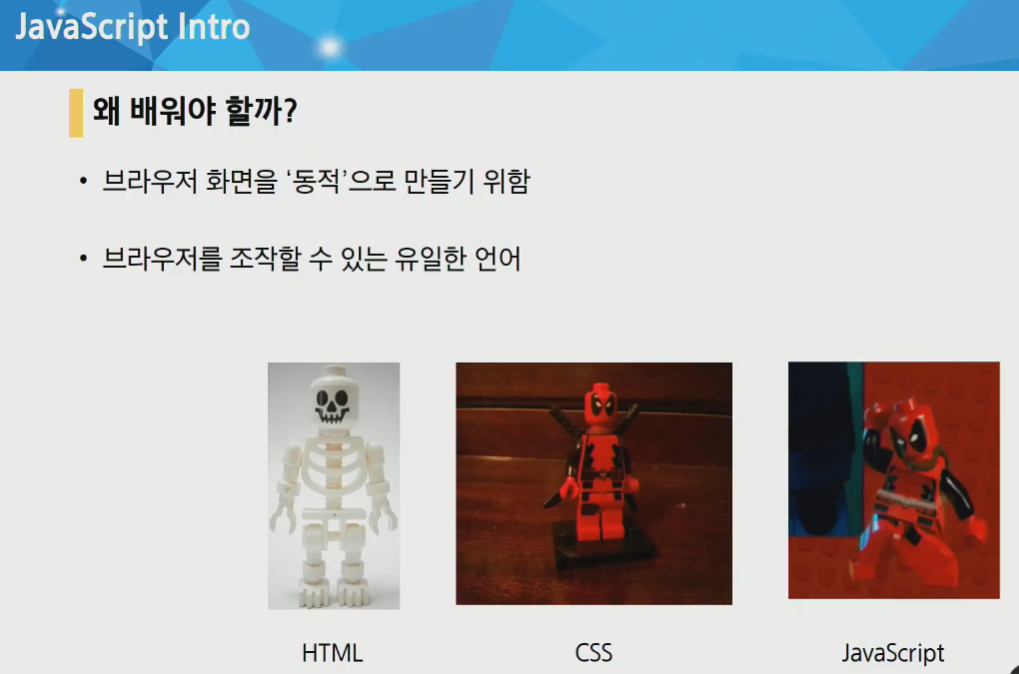 JavaScript Intro
왜 배워야 할까?
• 브라우저 화면을 ‘동적’으로 만들기 위함
• 브라우저를 조작할 수 있는 유일한 언어
HTML
CSS
JavaScript